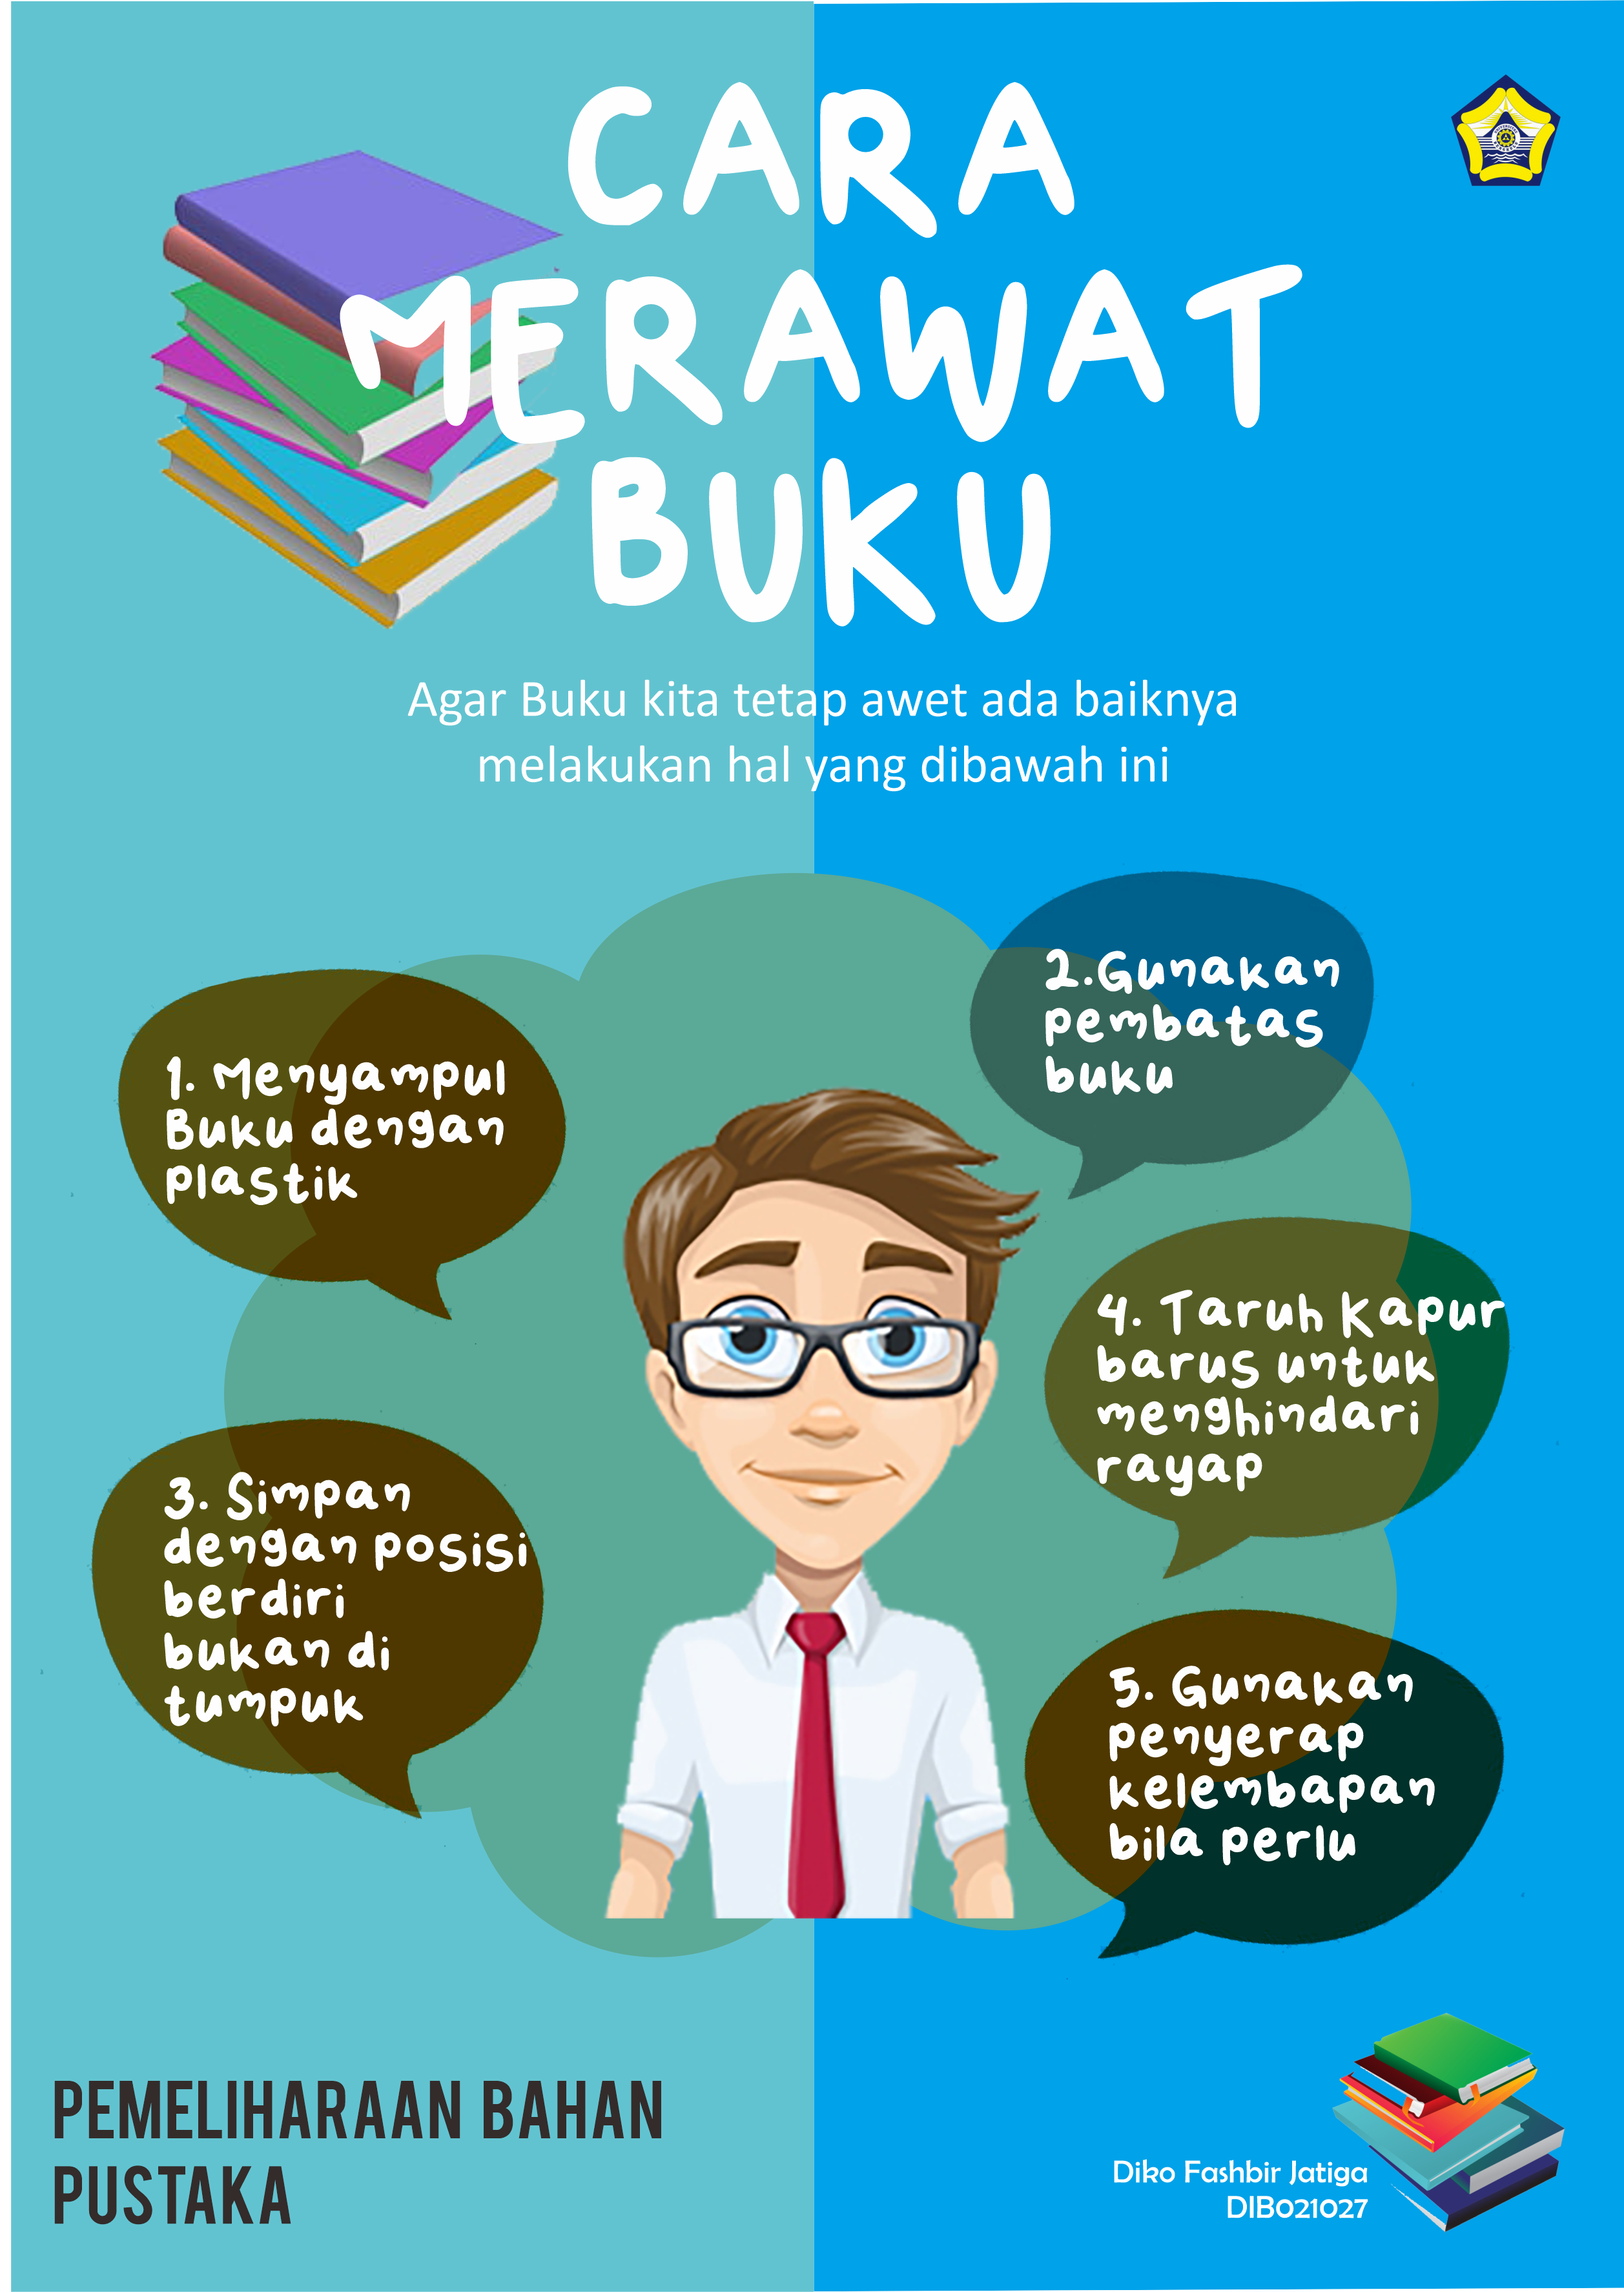 CARA
MERAWAT
BUKU
Agar Buku kita tetap awet ada baiknya
melakukan hal yang dibawah ini
1. Menyampul
Buku dengan
plastik
2.Gunakan
pembatas
buku
3. Simpan
dengan posisi
berdiri
bukan di
tumpuk
4. Taruh Kapur
barus untuk
menghindari
rayap
5. Gunakan
penyerap
kelembapan
bila perlu
PEMELIHARAAN BAHAN
PUSTAKA
Diko Fashbir Jatiga
DIB021027